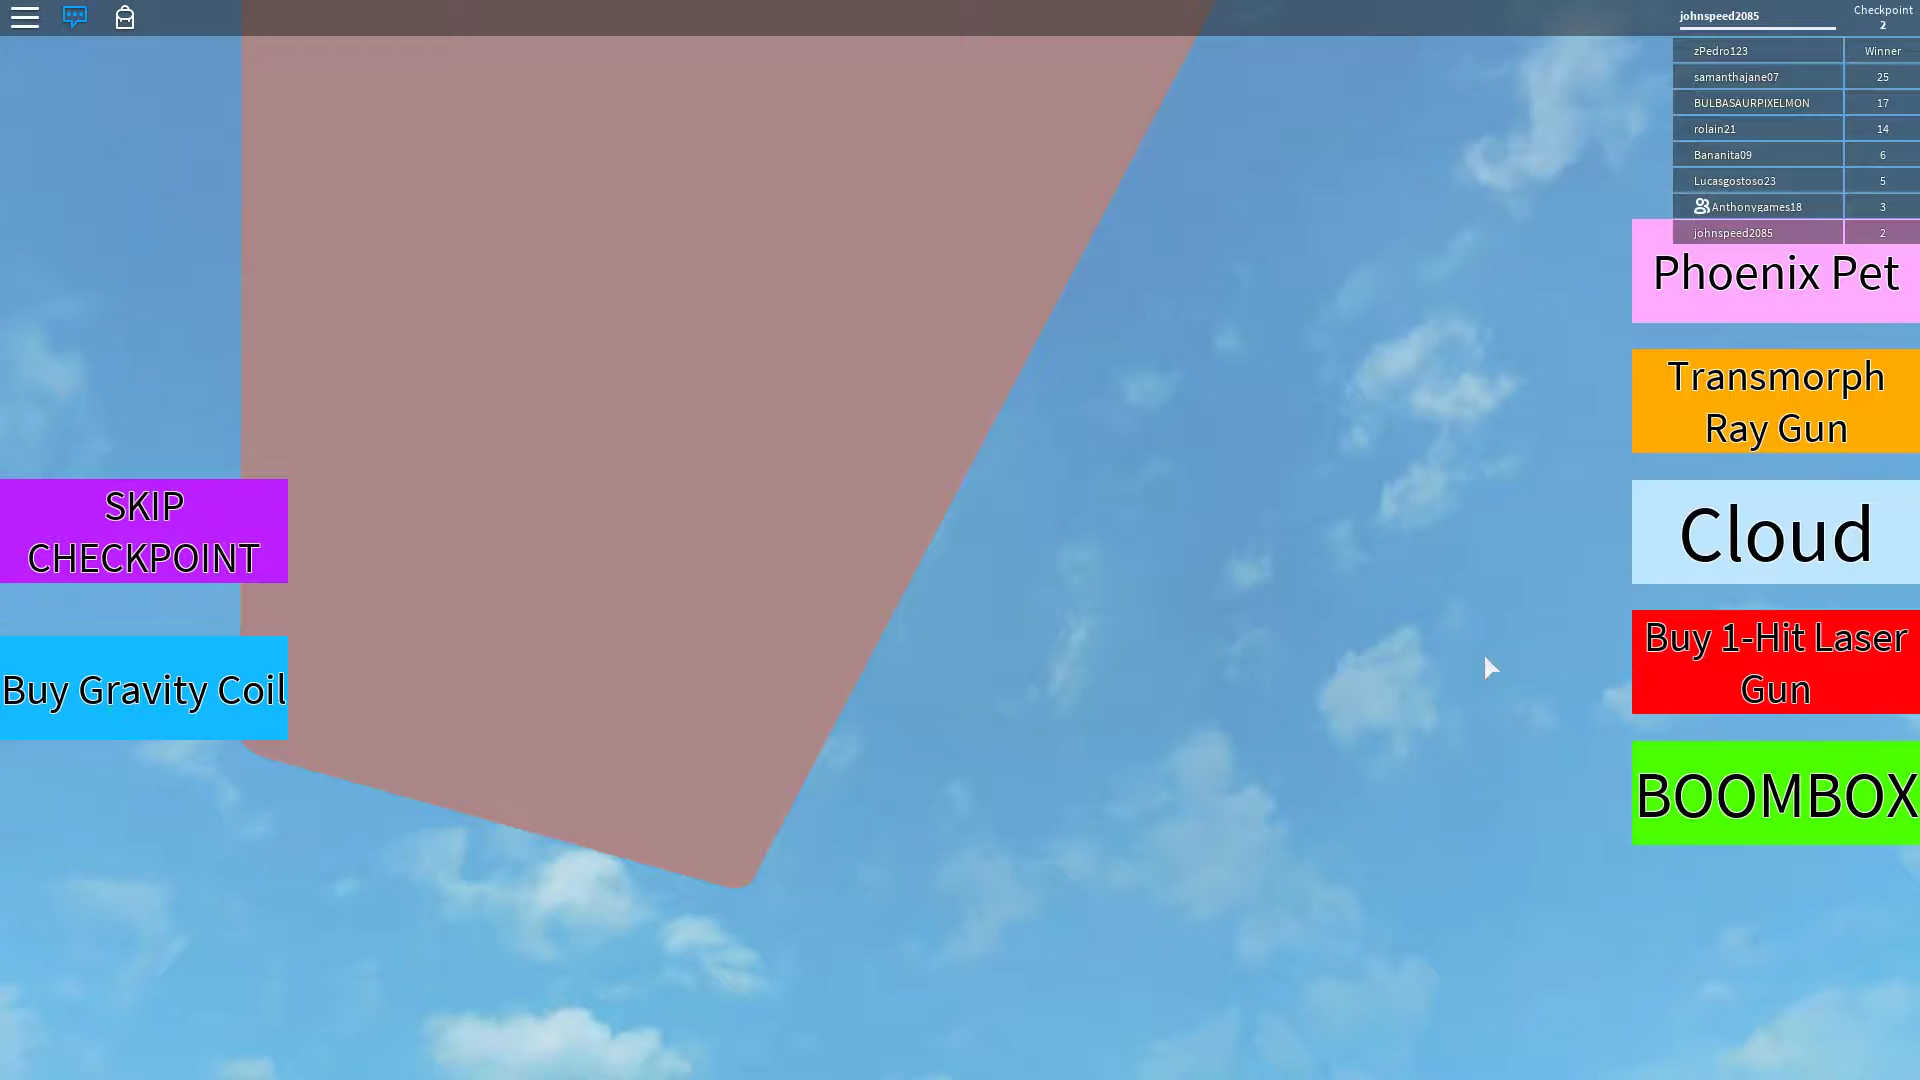 johnspeed2085
Checkpoint
2
zPedro123 Winner
samanthajane07 25
BULBASAURPIXELMON 17
rolain21 14
Bananita09 6
Lucasgostoso23 5
Anthonygames18 3
johnspeed2085 2
Phoenix Pet
Transmorph
Ray Gun
SKIP
CHECKPOINT
Cloud
Buy Gravity Coil
Buy 1-Hit Laser
Gun
BOOMBOX